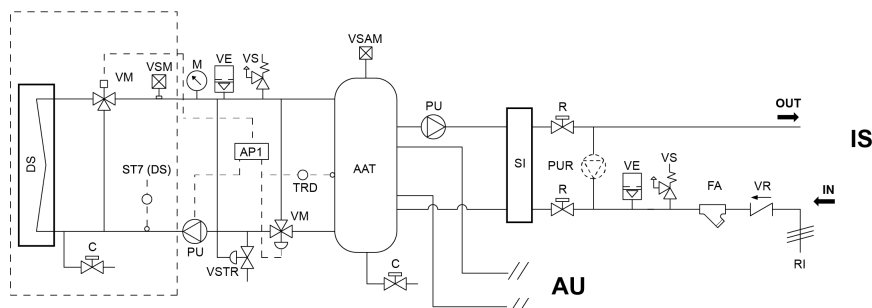 VSAM
VM
VSM
M
VE
VS
PU
R
OUT
IS
DS
ST7 (DS)
AP1
TRD
AAT
SI
PUR
VE
VS
FA
VR
IN
R
PU
VM
VSTR
C
C
AU
RI